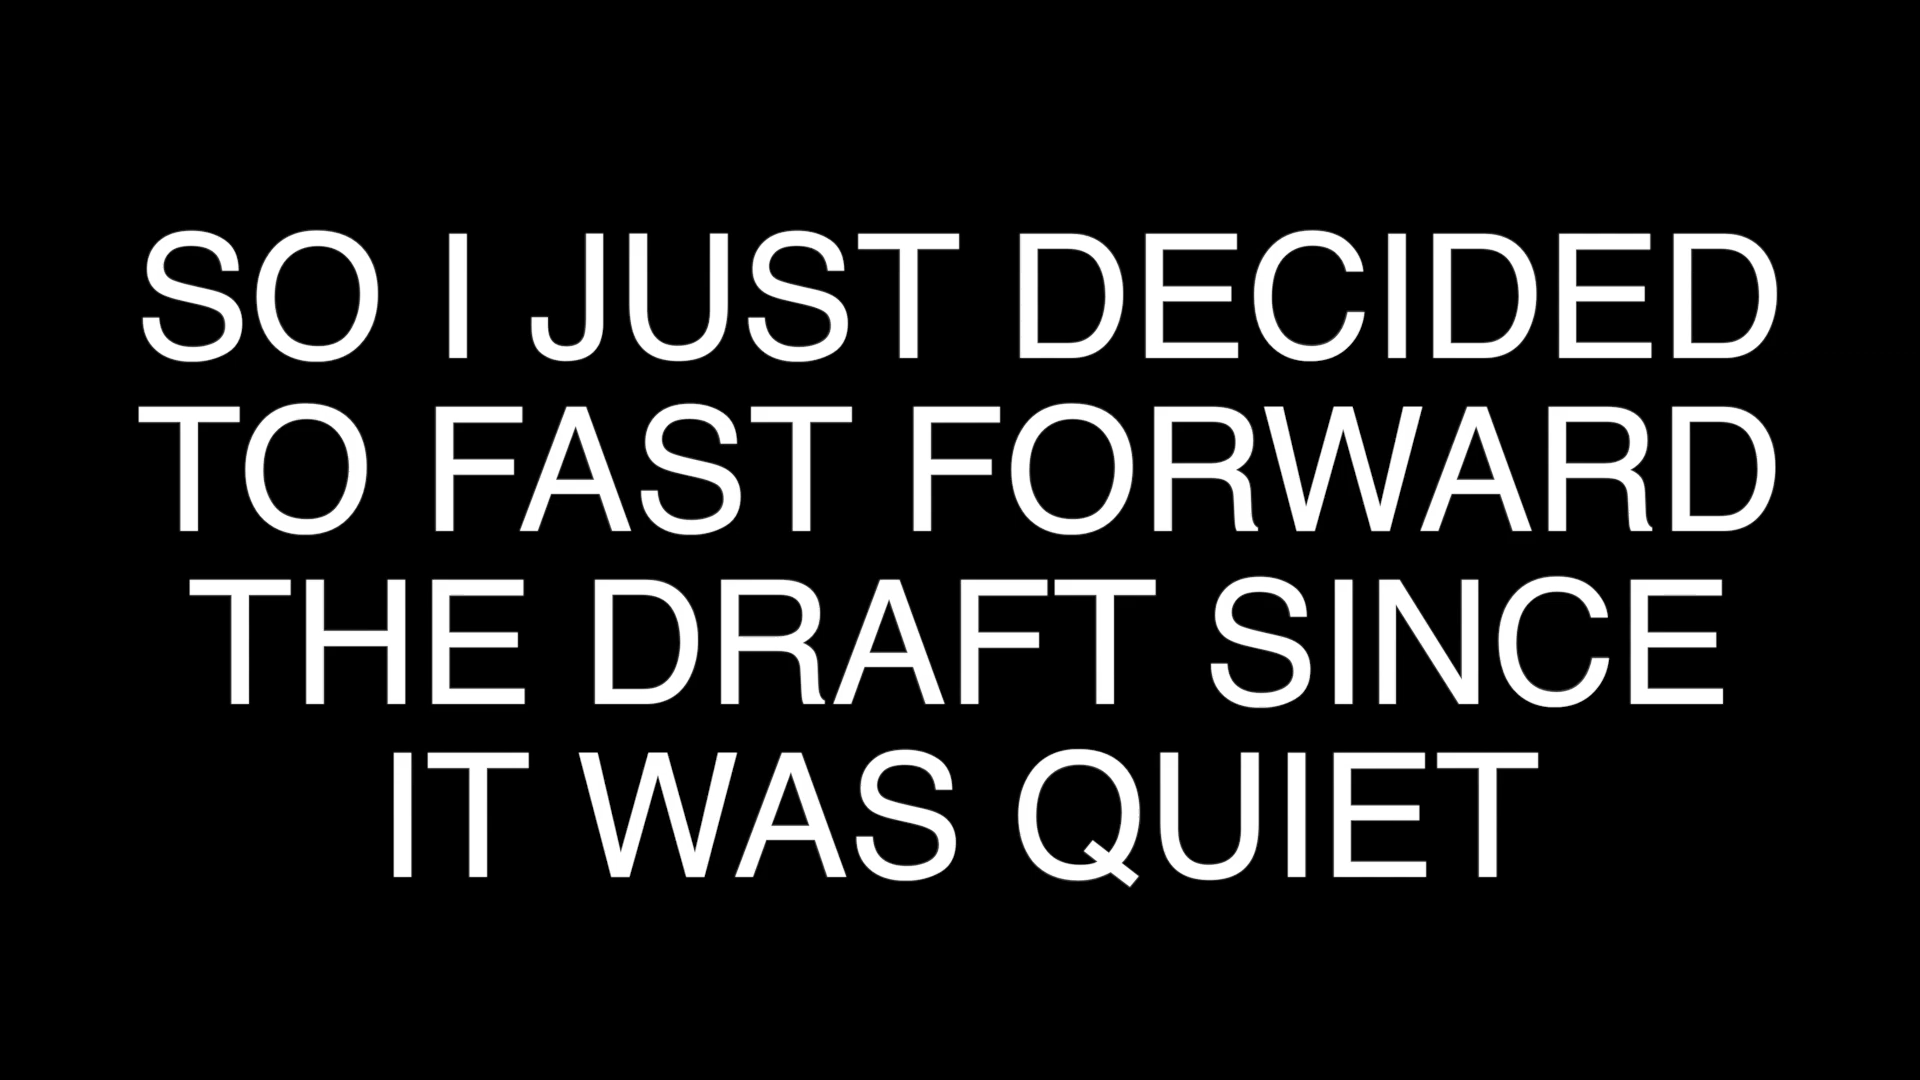 SO I JUST DECIDED
TO FAST FORWARD
THE DRAFT SINCE
IT WAS QUIET